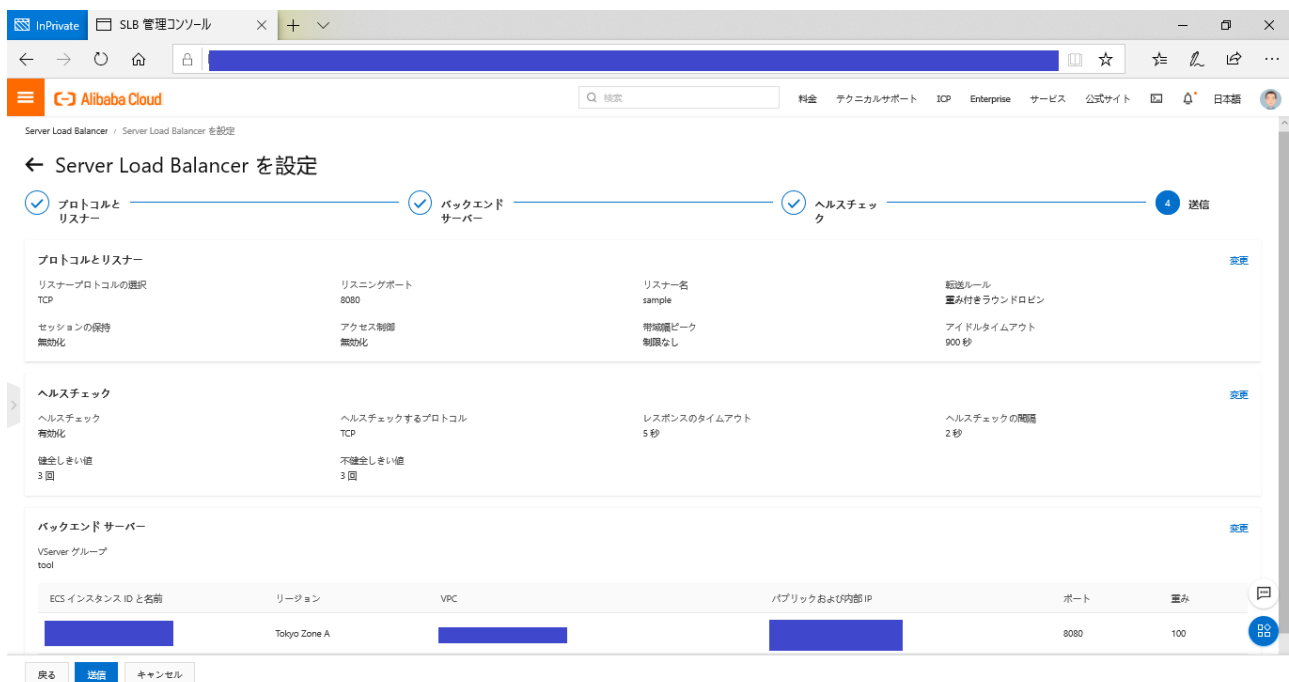 InPrivate
SLB 管理コンソール
Alibaba Cloud
検索
料金 テクニカルサポート ICP Enterprise サービス 公式サイト 日本語
Server Load Balancer / Server Load Balancer を設定
← Server Load Balancer を設定
プロトコルと
リスナー
バックエンド
サーバー
ヘルスチェッ
ク
4 送信
プロトコルとリスナー 変更
リスナープロトコルの選択 リスニングポート リスナー名 転送ルール
TCP 8080 sample 重み付きラウンドロビン
セッションの保持 アクセス制御 帯域幅ピーク アイドルタイムアウト
無効化 無効化 制限なし 900 秒
ヘルスチェック 変更
ヘルスチェック ヘルスチェックするプロトコル レスポンスのタイムアウト ヘルスチェックの間隔
有効化 TCP 5 秒 2 秒
健全しきい値 不健全しきい値
3 回 3 回
バックエンド サーバー 変更
VServer グループ
tool
ECS インスタンス ID と名前 リージョン VPC パブリックおよび内部 IP ポート 重み
Tokyo Zone A 8080 100
戻る 送信 キャンセル